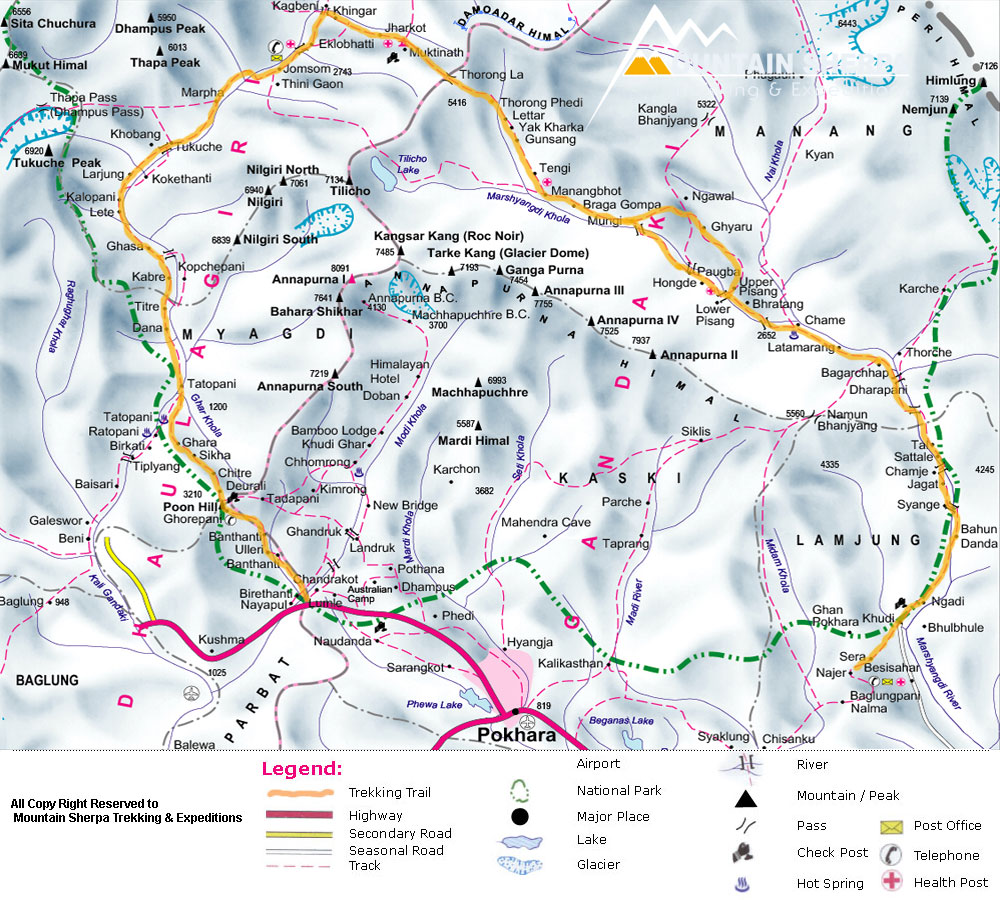 6556
Sita Chuchura
5950
Dhampus Peak
Kagbeni
Khingar
Jharkot
Muktinath
DAMOADAR HIMAL
6443
PERI HIMAL
6013
Thapa Peak
Eklobhatti
6639
Mukut Himal
Jomsom
2743
Thini Gaon
Thorong La
5416
MOUNTAIN SHERPA
Trekking & Expeditions
7126
Himlung
7139
Nemjun
Thapa Pass
(Dhampus Pass)
Marpha
Thorong Phedi
Lettar
Yak Kharka
Gunsang
Kangla
Bhanjyang
5322
MANANG
Khobang
Tukuche
6920
Tukuche Peak
Larjung
Kokethanti
Nilgiri North
7061
6940
Nilgiri
7134
Tilicho
Tilicho
Lake
Tengi
Nai Khola
Kyan
Kalopani
Lete
Marshyangdi Khola
Manangbhot
Braga Gompa
Mungi
Ngawal
Ghyaru
Ghasa
6839
Nilgiri South
Kangsar Kang (Roc Noir)
7485
Tarke Kang (Glacier Dome)
7193
Ganga Purna
7454
Kopchepani
Kabre
8091
Annapurna I
7641
Bahara Shikhar
ANNAPURNA HIMAL
Annapurna B.C.
4130
Machhapuchhre B.C.
3700
Annapurna III
7755
Paugba
Hongde
Upper
Pisang
Bhratang
Lower
Pisang
Karche
Titre
Dana
MYAGDI
Raghughat Khola
Annapurna IV
7525
7937
Annapurna II
2652
Chame
Latamarang
Thorche
Bagarchhap
Dharapani
Himalayan
Hotel
Doban
7219
Annapurna South
6993
Machhapuchhre
Tatopani
1200
Ghar Khola
Tatopani
Ratopani
Birkati
Tiplyang
Ghara
Sikha
Chitre
Deurali
Bamboo Lodge
Khudi Ghar
Chhomrong
Modi Khola
5587
Mardi Himal
Karchon
3682
Seti Khola
Siklis
5560
Namun
Bhanjyang
4335
Tal
Sattale
Chamje
Jagat
4245
KASKI
Baisari
3210
Poon Hill
Ghorepani
Tadapani
Kimrong
New Bridge
Parche
Syange
Galeswor
Beni
Mahendra Cave
Banthanti
Ulleri
Banthanti
Ghandruk
Landruk
Mardi Khola
Taprang
LAMJUNG
Bahun
Danda
Kali Gandaki
Chandrakot
Pothana
Australian
Camp
Dhampus
Midam Khola
Madi River
Baglung
948
Birethanti
Nayapul
Lumle
Phedi
Ghan
Pokhara
Khudi
Ngadi
Bhulbhule
Kushma
1025
Naudanda
Hyangja
Sarangkot
Kalikasthan
Sera
Najer
Besisahar
Baglungpani
Nalma
Marshyengdi River
BAGLUNG
PARBAT
DHAULAGIRI
GANDAKI
Phewa Lake
819
Pokhara
Beganas Lake
Balewa
Syaklung
Chisanku
Legend:
All Copy Right Reserved to
Mountain Sherpa Trekking & Expeditions
Trekking Trail
Highway
Secondary Road
Seasonal Road
Track
Airport
National Park
Major Place
Lake
Glacier
River
Mountain / Peak
Pass
Check Post
Hot Spring
Post Office
Telephone
Health Post